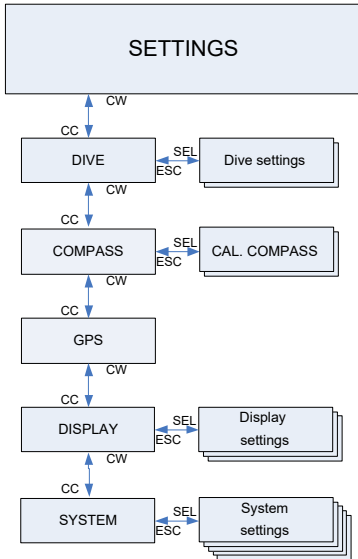 SETTINGS
CW
CC
DIVE
SEL
ESC
Dive settings
CW
CC
COMPASS
SEL
ESC
CAL. COMPASS
CW
CC
GPS
CW
CC
DISPLAY
SEL
ESC
Display
settings
CW
CC
SYSTEM
SEL
ESC
System
settings